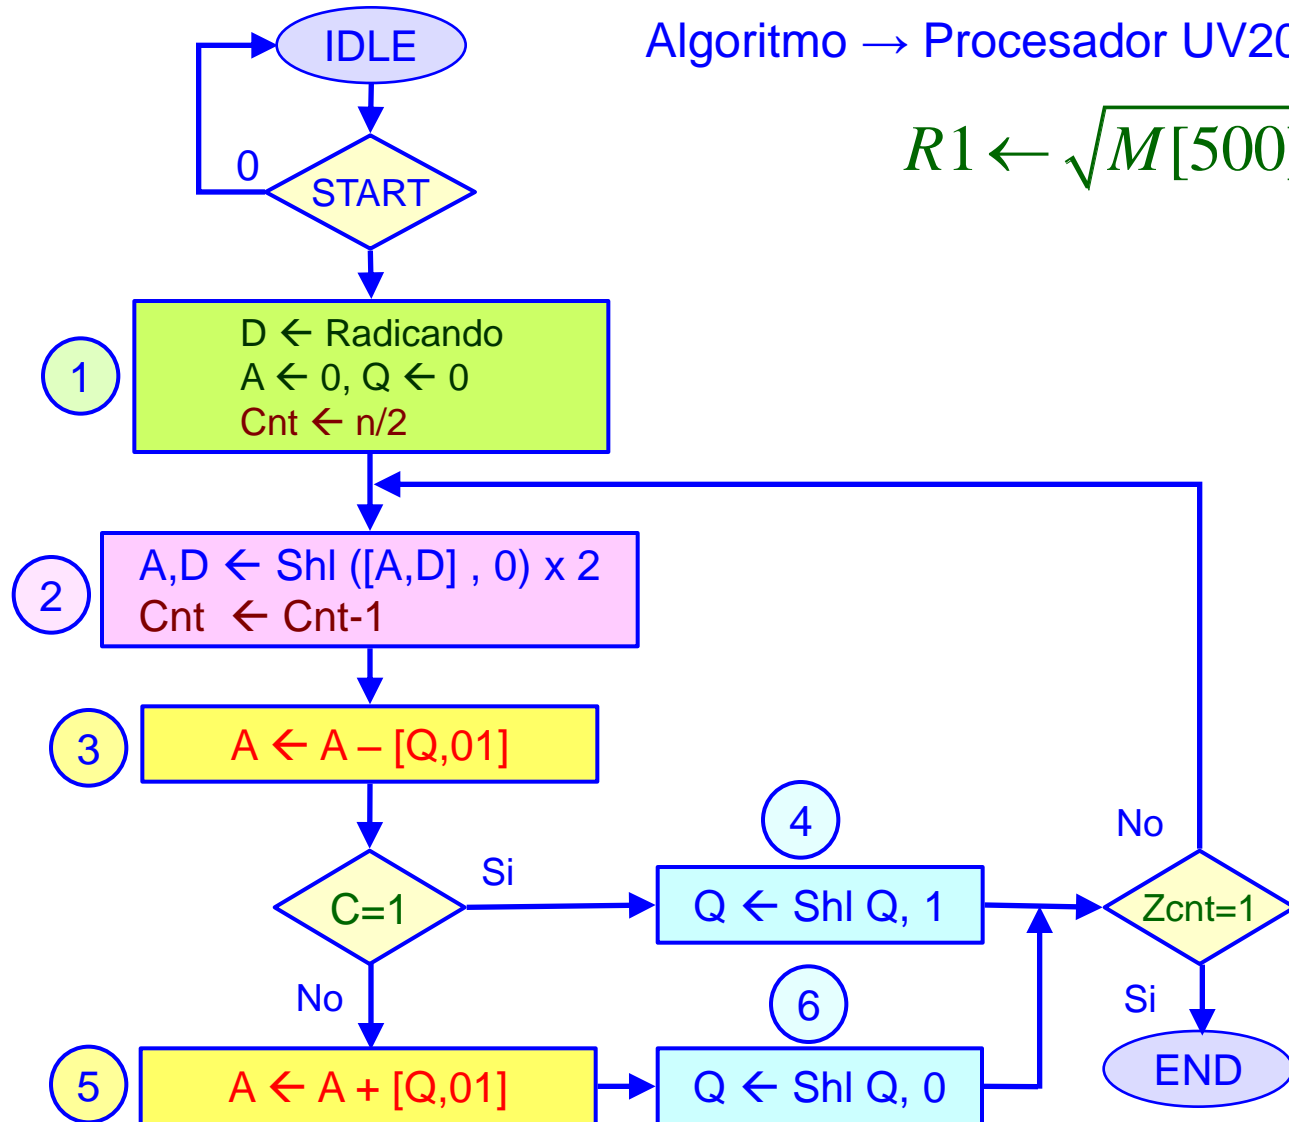 IDLE
Algoritmo → Procesador UV20
R1 ← √M[500]
0
START
1
D ← Radicando
A ← 0, Q ← 0
Cnt ← n/2
2
A,D ← Shl ([A,D] , 0) x 2
Cnt ← Cnt-1
3
A ← A – [Q,01]
4
No
C=1
Si
Q ← Shl Q, 1
Zcnt=1
No
6
Si
5
A ← A + [Q,01]
Q ← Shl Q, 0
END